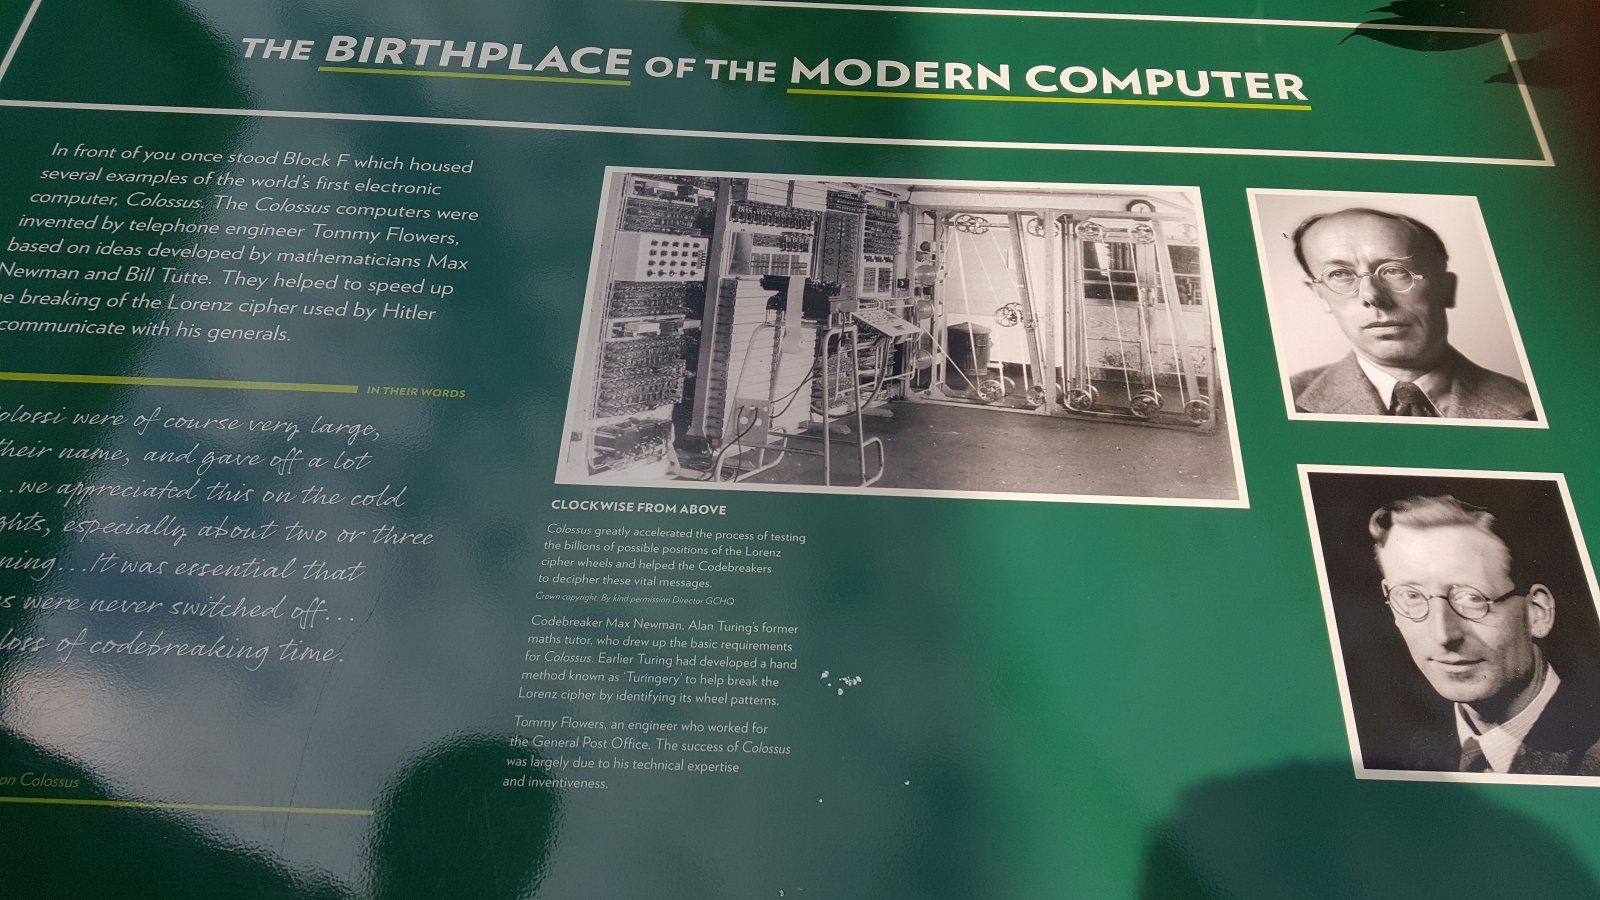 THE BIRTHPLACE OF THE MODERN COMPUTER
In front of you once stood Block F which housed
several examples of the world's first electronic
computer, Colossus. The Colossus computers were
invented by telephone engineer Tommy Flowers,
based on ideas developed by mathematicians Max
Newman and Bill Tutte. They helped to speed up
breaking of the Lorenz cipher used by Hitler
communicate with his generals.
IN THEIR WORDS
were of course very large,
their name, and gave off a lot
...we appreciated this on the cold
especially about two or three
...It was essential that
were never switched off...
loss of codebreaking time.
on Colossus
CLOCKWISE FROM ABOVE
Colossus greatly accelerated the process of testing
the billions of possible positions of the Lorenz
cipher wheels and helped the Codebreakers
to decipher these vital messages.
Crown copyright. By kind permission Director GCHQ
Codebreaker Max Newman, Alan Turing's former
maths tutor, who drew up the basic requirements
for Colossus. Earlier Turing had developed a hand
method known as 'Turingery' to help break the
Lorenz cipher by identifying its wheel patterns.
Tommy Flowers, an engineer who worked for
the General Post Office. The success of Colossus
was largely due to his technical expertise
and inventiveness.